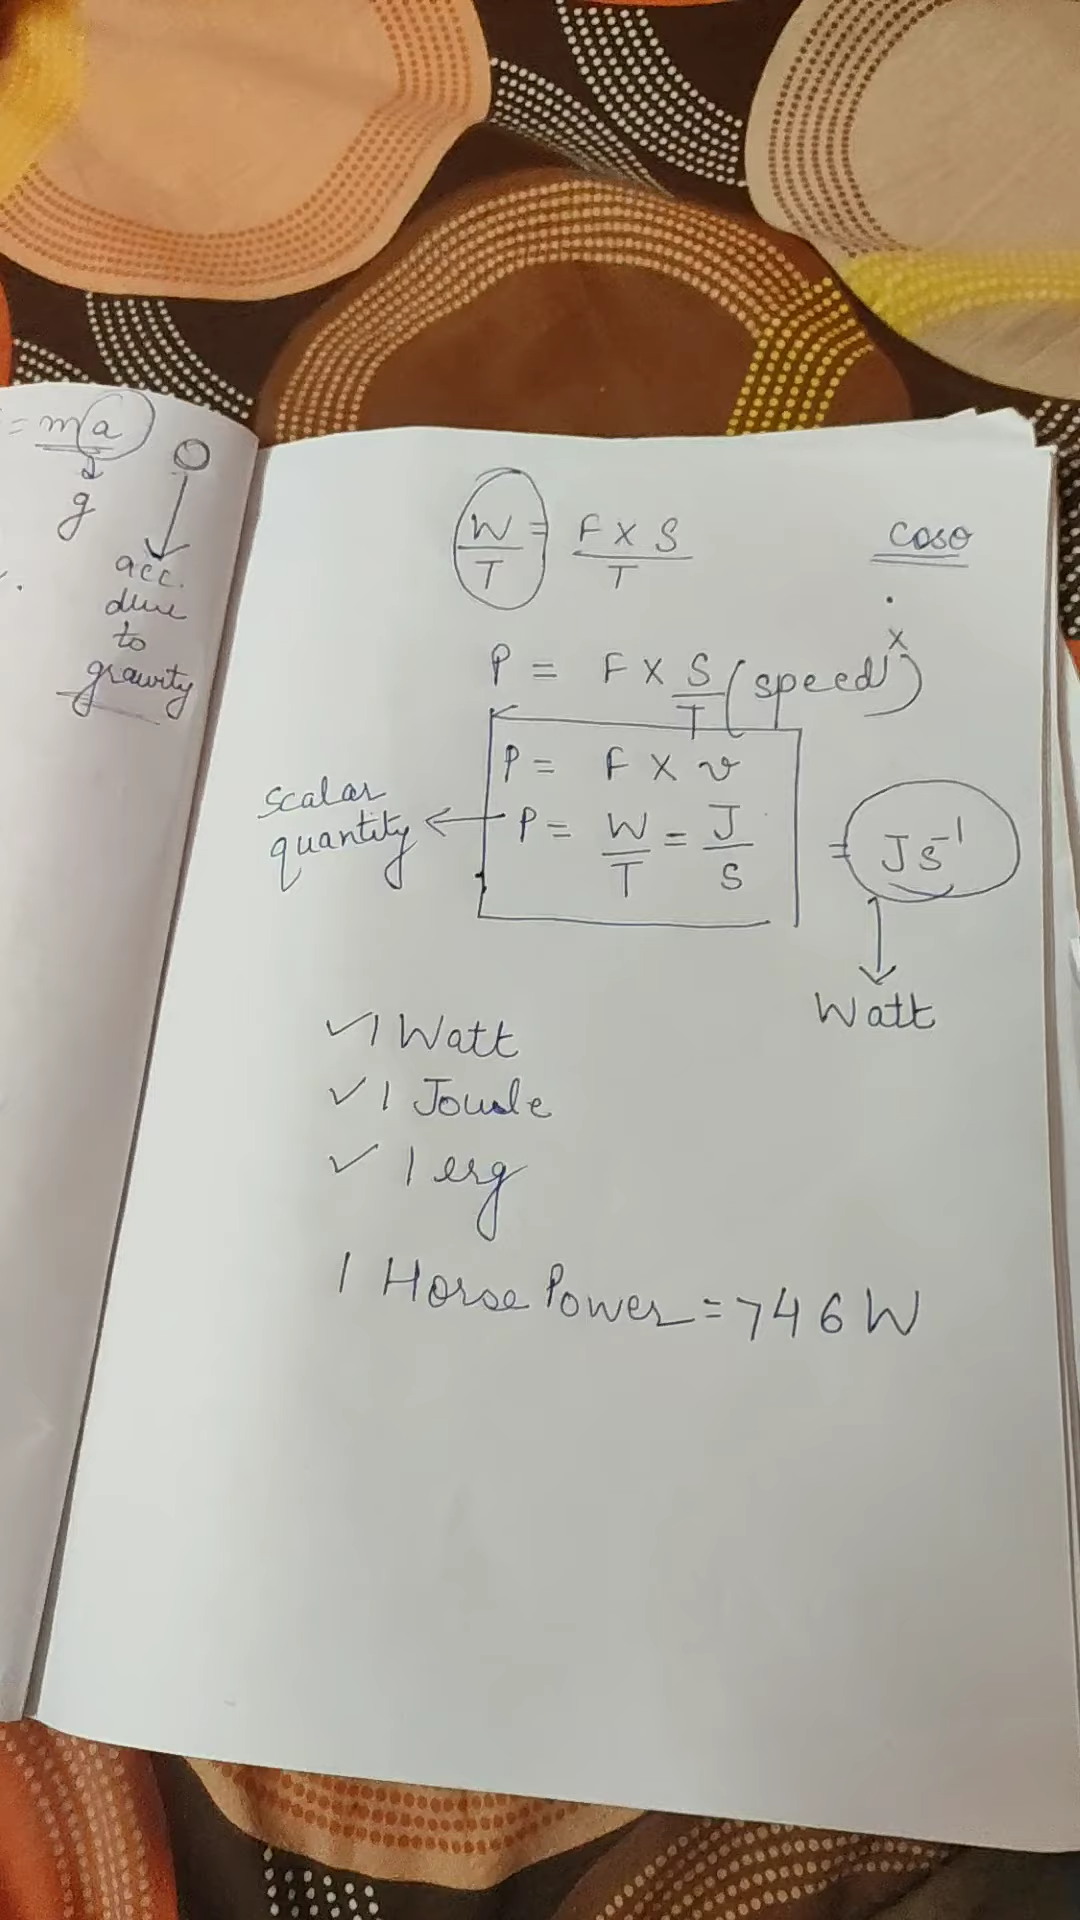 = ma
g
acc.
due
to
gravity
W/T = F X S/T
cosθ
P = F X S/T (speed)
x
P = F X v
P = W/T = J/S = Js⁻¹
scalar
quantity
Watt
✓ 1 Watt
✓ 1 Joule
✓ 1 erg
1 Horse Power = 746 W